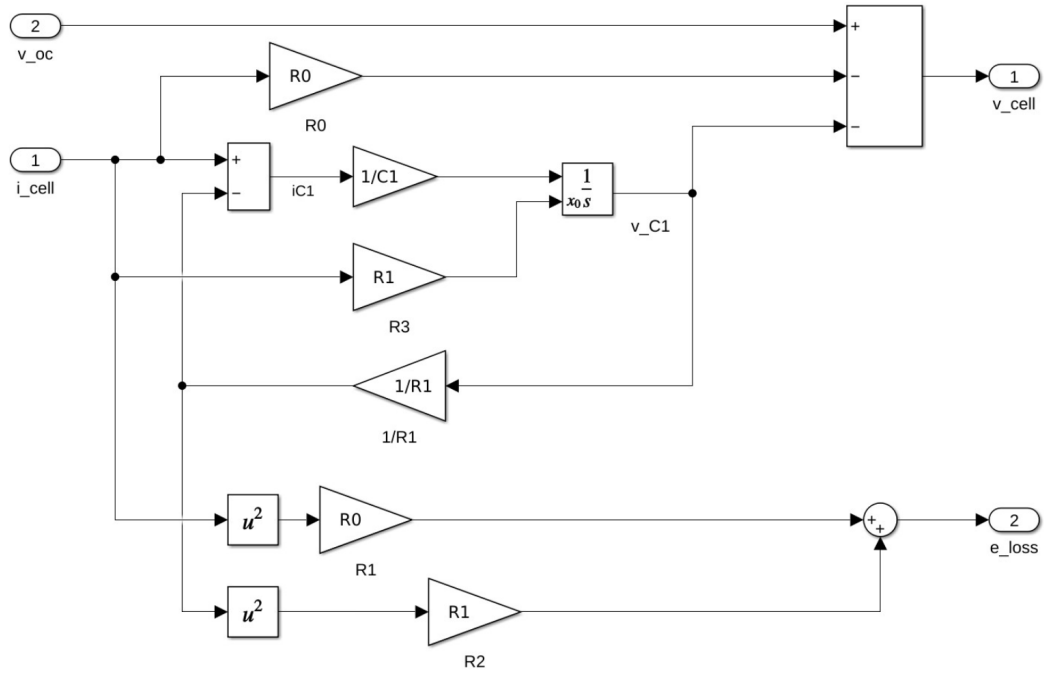 2
v_oc
+
R0
−
1
v_cell
R0
−
1
i_cell
+
−
iC1
1/C1
1
x₀ s
v_C1
R1
R3
1/R1
1/R1
u²
R0
R1
+
+
2
e_loss
u²
R1
R2